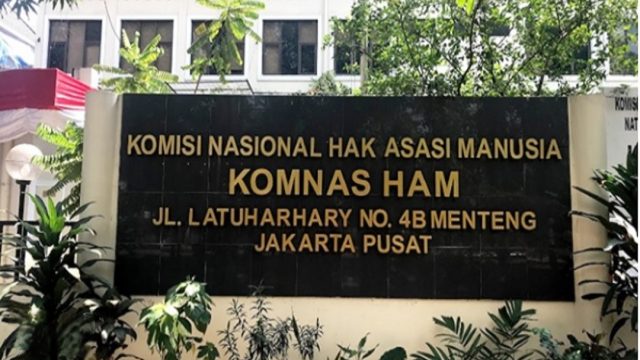 KOMISI NASIONAL HAK ASASI MANUSIA
KOMNAS HAM
JL. LATUHARHARY NO. 4B MENTENG
JAKARTA PUSAT